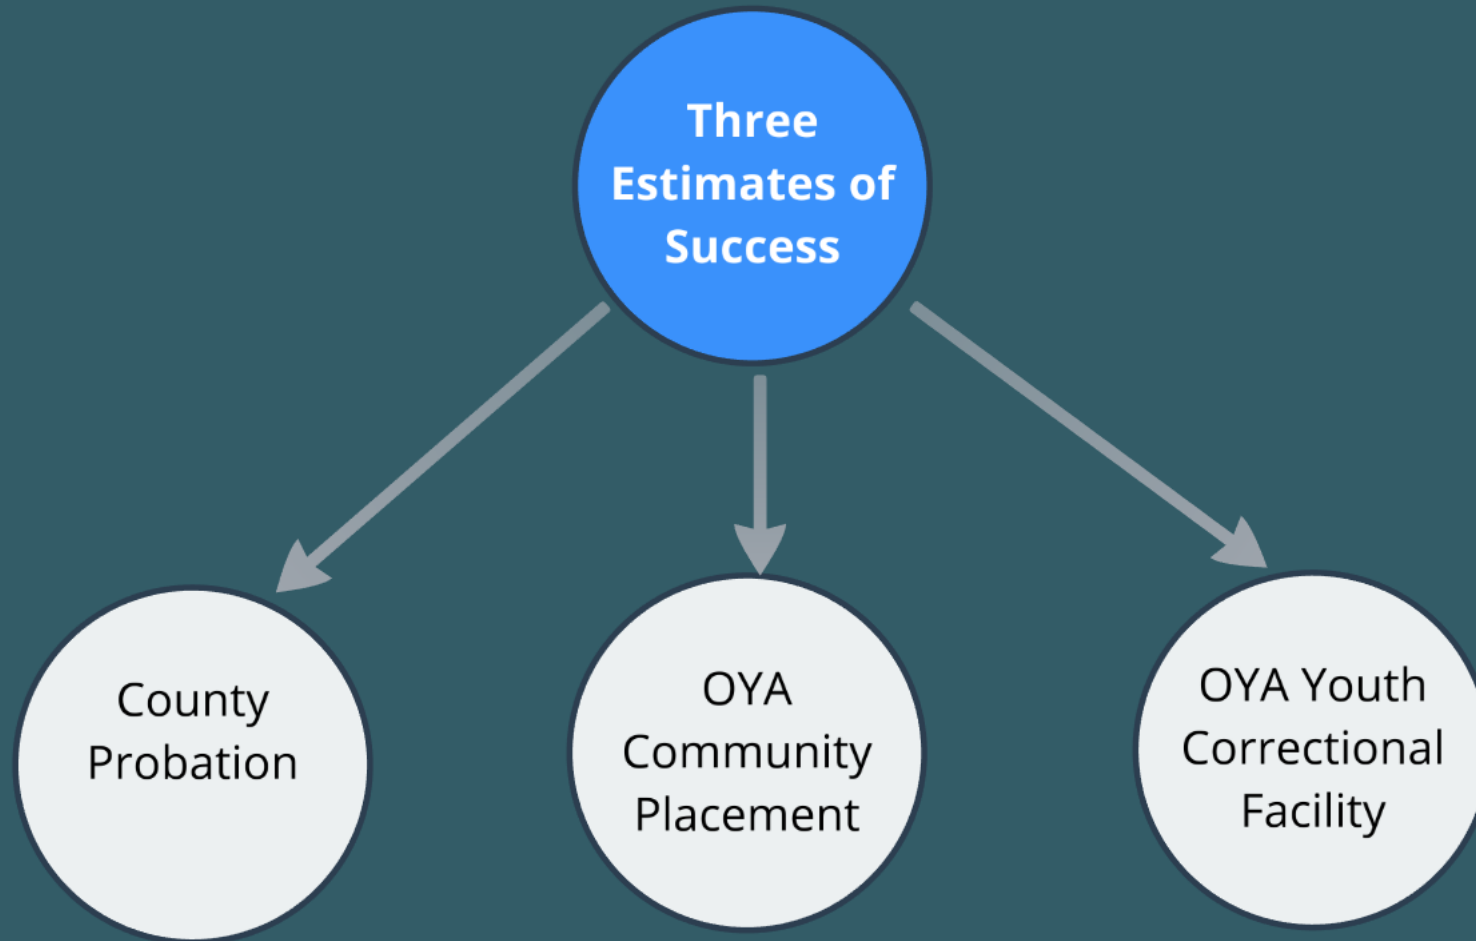 Three
Estimates of
Success
County
Probation
OYA
Community
Placement
OYA Youth
Correctional
Facility